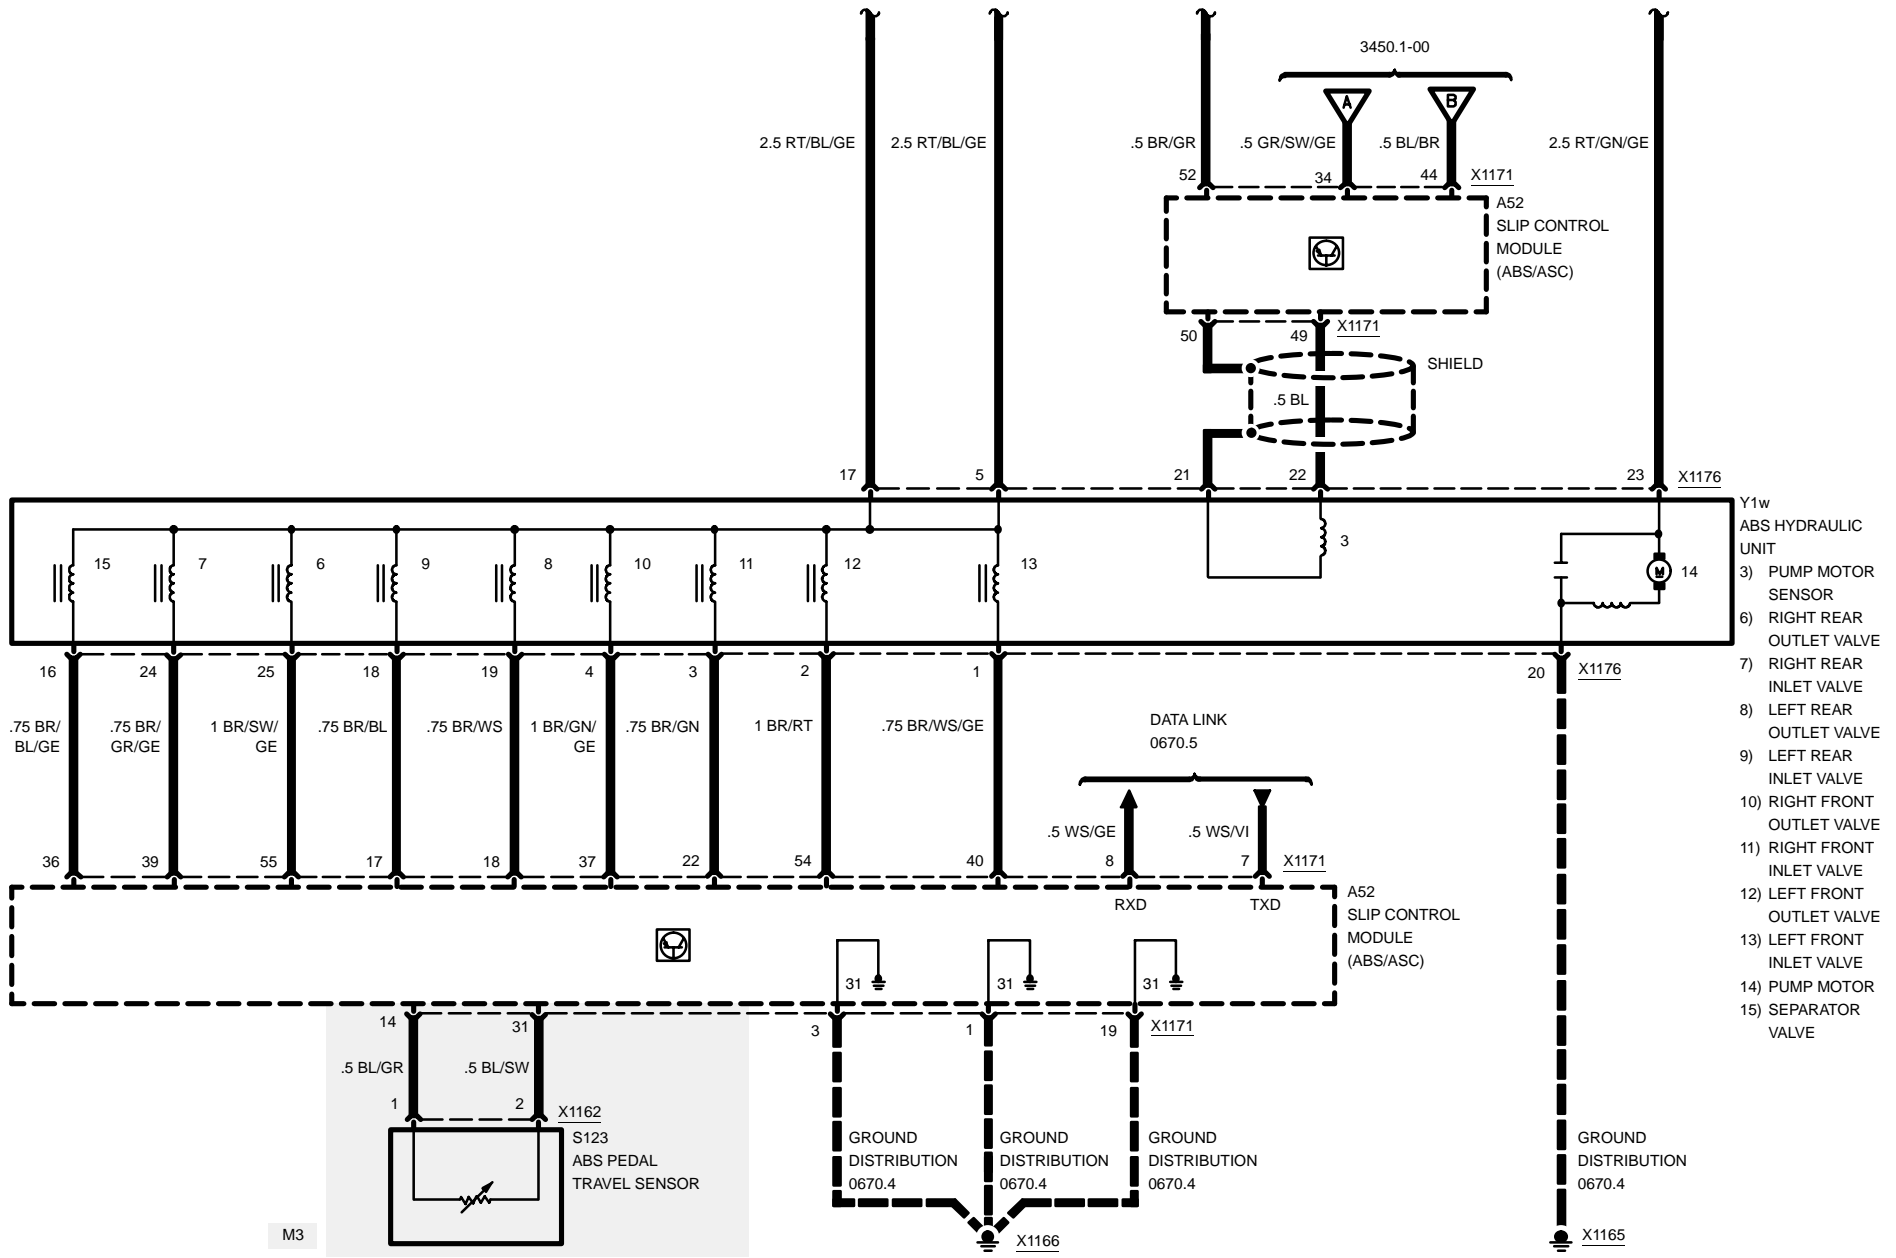 3450.1-00
A B
2.5 RT/BL/GE 2.5 RT/BL/GE .5 BR/GR .5 GR/SW/GE .5 BL/BR 2.5 RT/GN/GE
52 34 44 X1171
A52
SLIP CONTROL
MODULE
(ABS/ASC)
50 49 X1171
SHIELD
.5 BL
17 5 21 22 23 X1176
Y1w
ABS HYDRAULIC
UNIT
3) PUMP MOTOR
SENSOR
6) RIGHT REAR
OUTLET VALVE
7) RIGHT REAR
INLET VALVE
8) LEFT REAR
OUTLET VALVE
9) LEFT REAR
INLET VALVE
10) RIGHT FRONT
OUTLET VALVE
11) RIGHT FRONT
INLET VALVE
12) LEFT FRONT
OUTLET VALVE
13) LEFT FRONT
INLET VALVE
14) PUMP MOTOR
15) SEPARATOR
VALVE
3
15 7 6 9 8 10 11 12 13 M 14
16 24 25 18 19 4 3 2 1 20 X1176
.75 BR/
BL/GE
.75 BR/
GR/GE
1 BR/SW/
GE
.75 BR/BL
.75 BR/WS
1 BR/GN/
GE
.75 BR/GN
1 BR/RT
.75 BR/WS/GE
DATA LINK
0670.5
.5 WS/GE .5 WS/VI
36 39 55 17 18 37 22 54 40 8 7 X1171
RXD TXD
A52
SLIP CONTROL
MODULE
(ABS/ASC)
31 31 31
14 31 3 1 19 X1171
.5 BL/GR .5 BL/SW
1 2 X1162
S123
ABS PEDAL
TRAVEL SENSOR
GROUND
DISTRIBUTION
0670.4
GROUND
DISTRIBUTION
0670.4
GROUND
DISTRIBUTION
0670.4
GROUND
DISTRIBUTION
0670.4
M3
X1166
X1165